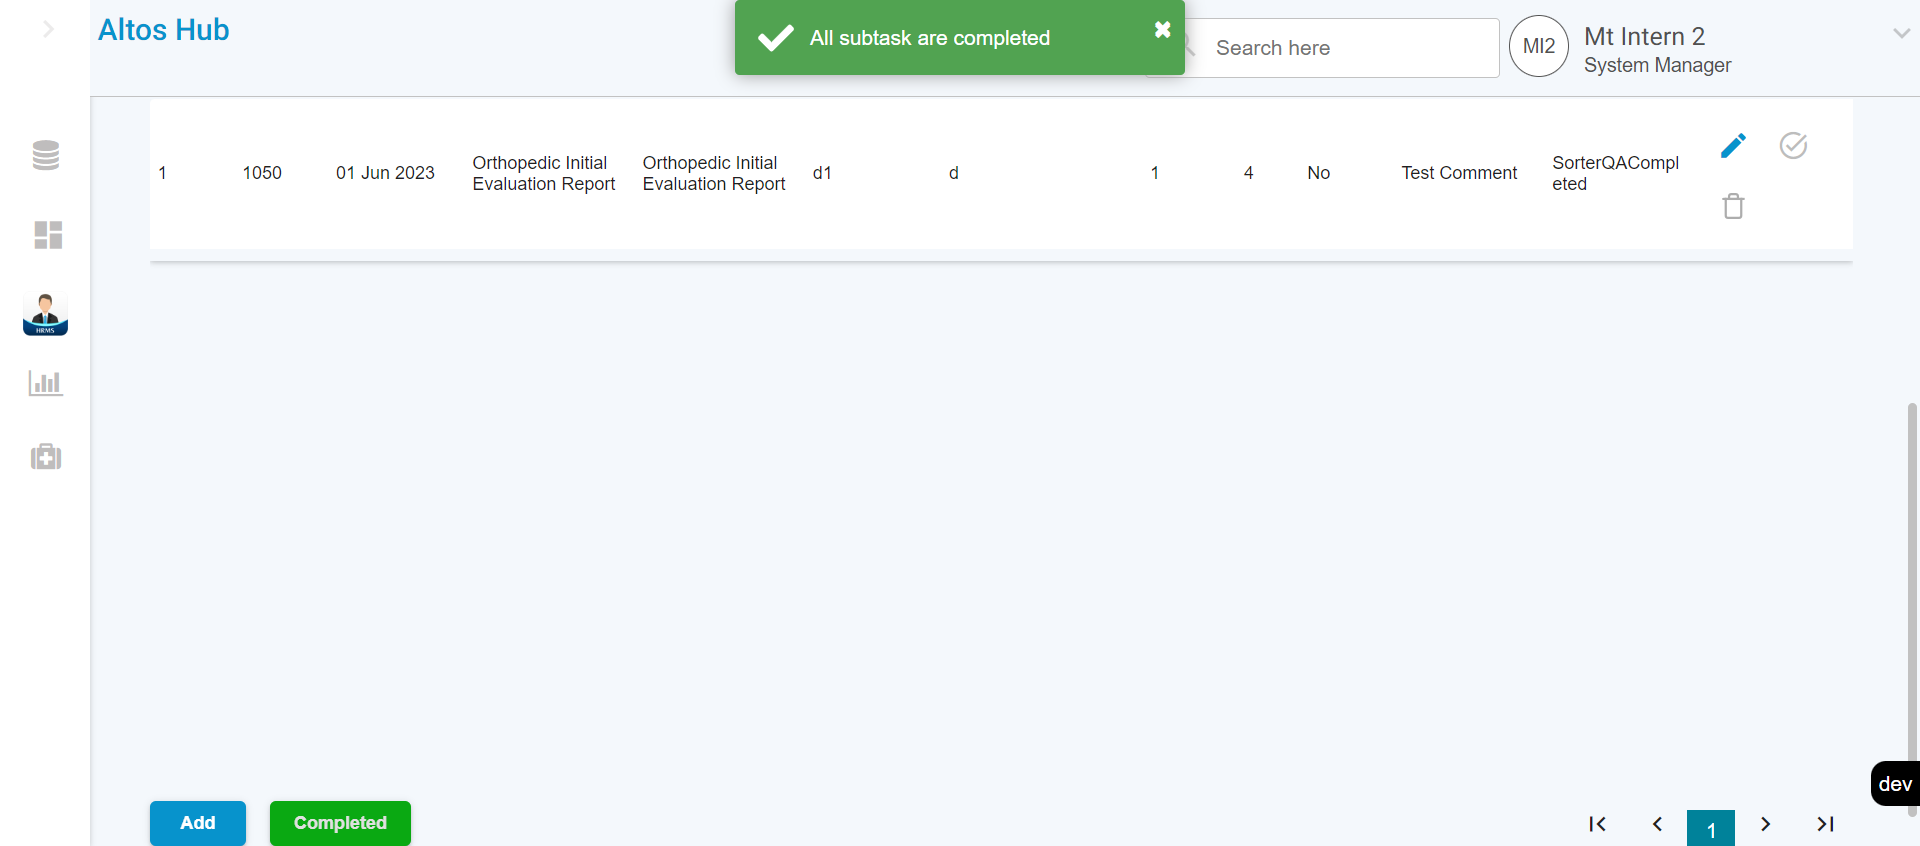 Altos Hub
All subtask are completed
Search here
MI2
Mt Intern 2
System Manager
1
1050
01 Jun 2023
Orthopedic Initial
Evaluation Report
Orthopedic Initial
Evaluation Report
d1
d
1
4
No
Test Comment
SorterQACompl
eted
HRMS
dev
Add
Completed
1